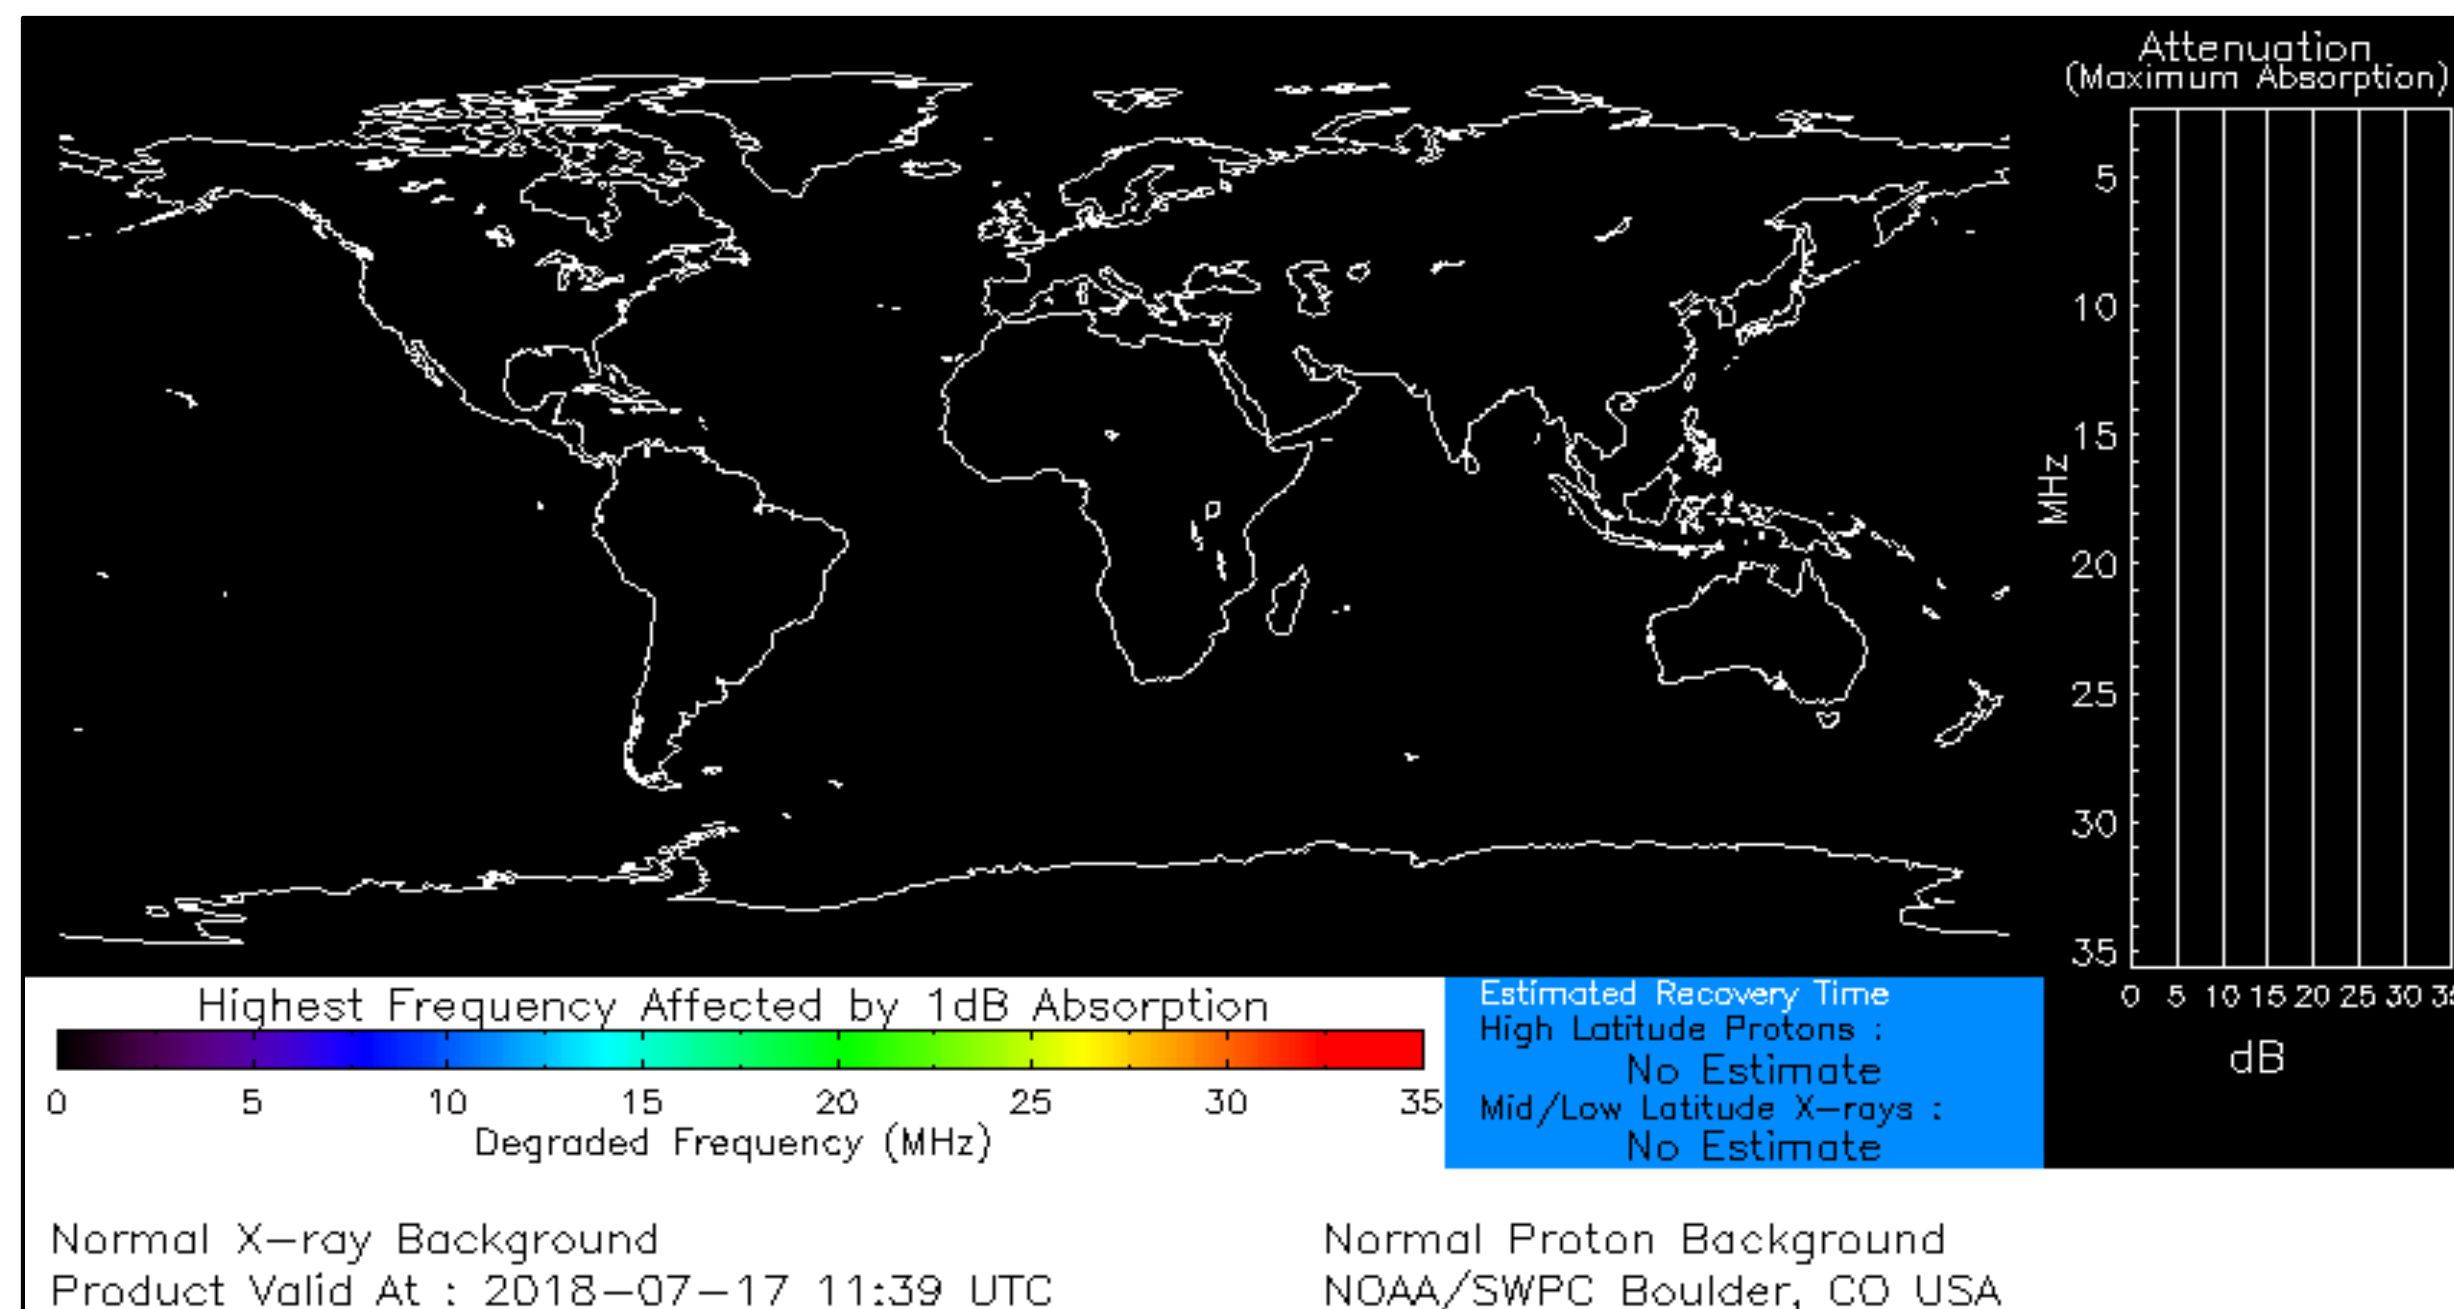 Attenuation
(Maximum Absorption)
5
10
15
20
25
30
35
MHz
0 5 10 15 20 25 30
dB
Highest Frequency Affected by 1dB Absorption
0 5 10 15 20 25 30 35
Degraded Frequency (MHz)
Estimated Recovery Time
High Latitude Protons :
No Estimate
Mid/Low Latitude X-rays :
No Estimate
Normal X-ray Background
Product Valid At : 2018-07-17 11:39 UTC
Normal Proton Background
NOAA/SWPC Boulder, CO USA